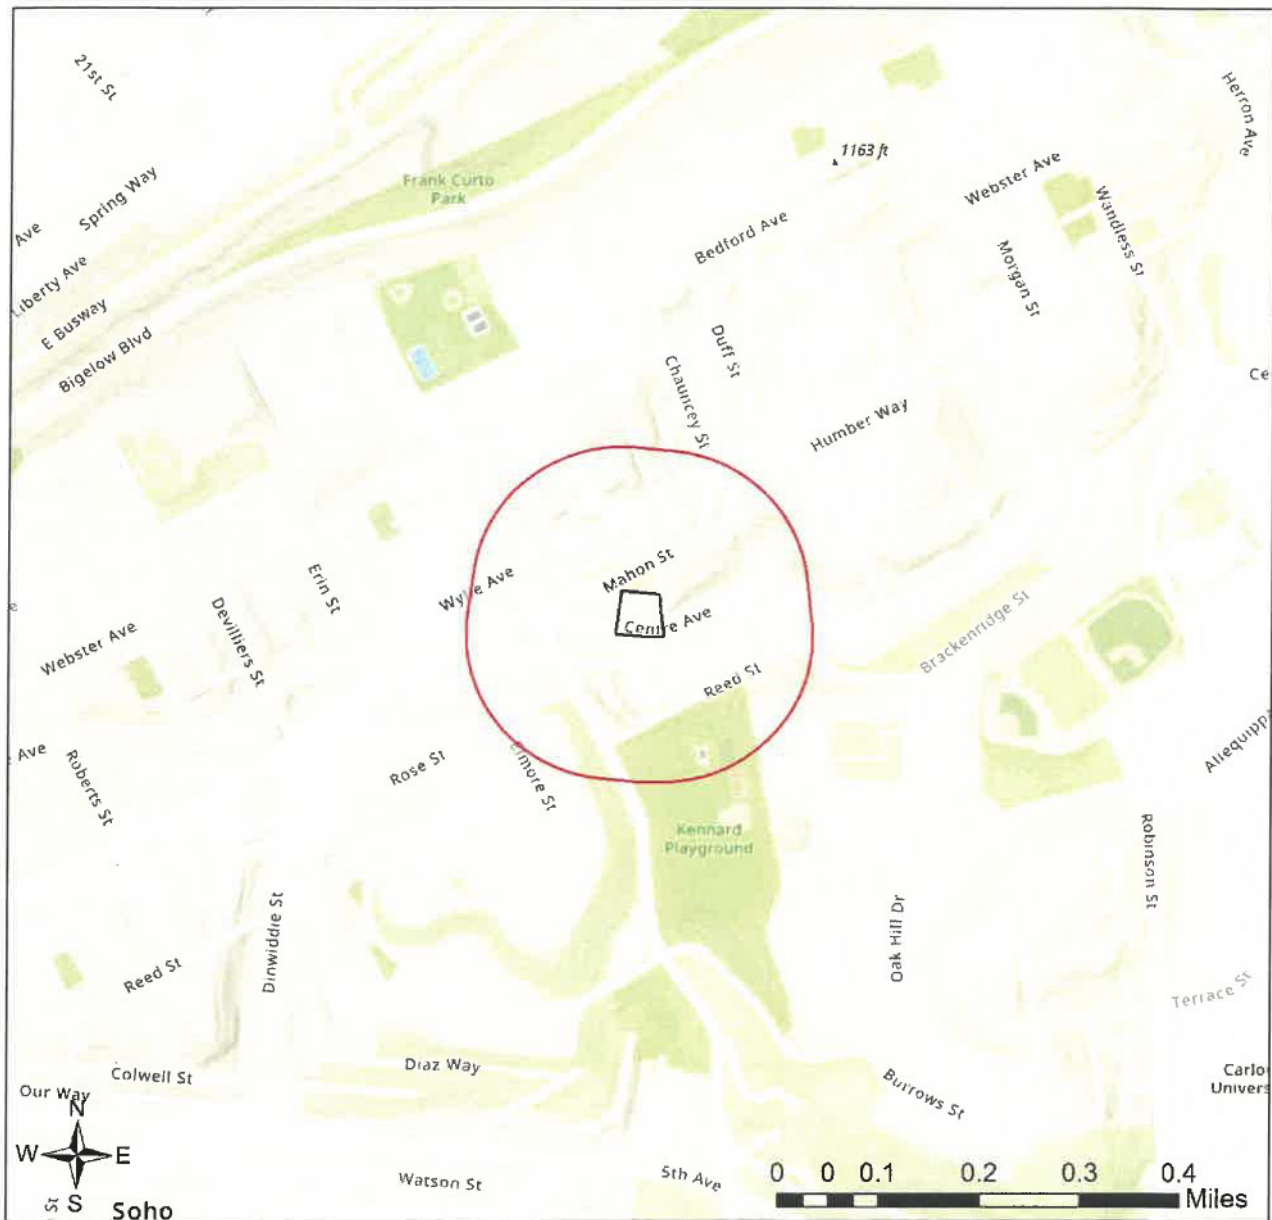 21st St
Herron Ave
1163 ft
Webster Ave
Frank Curto
Park
Spring Way
Wandless St
Ave
Bedford Ave
Morgan St
Liberty Ave
E Busway
Bigelow Blvd
Duff St
Chauncey St
Ce
Humber Way
Mahon St
Wylie Ave
Erin St
Centre Ave
Brackenridge St
Devilliers St
Webster Ave
e
Reed St
Allequippa
e Ave
Rose St
Elmore St
Roberts St
Kennard
Playground
Robinson St
Oak Hill Dr
Dinwiddie St
Reed St
Terrace St
Diaz Way
Colwell St
Carlo
Univers
Our Way
Burrows St
N
W E
S
St
Soho
Watson St
5th Ave
0 0 0.1 0.2 0.3 0.4
Miles